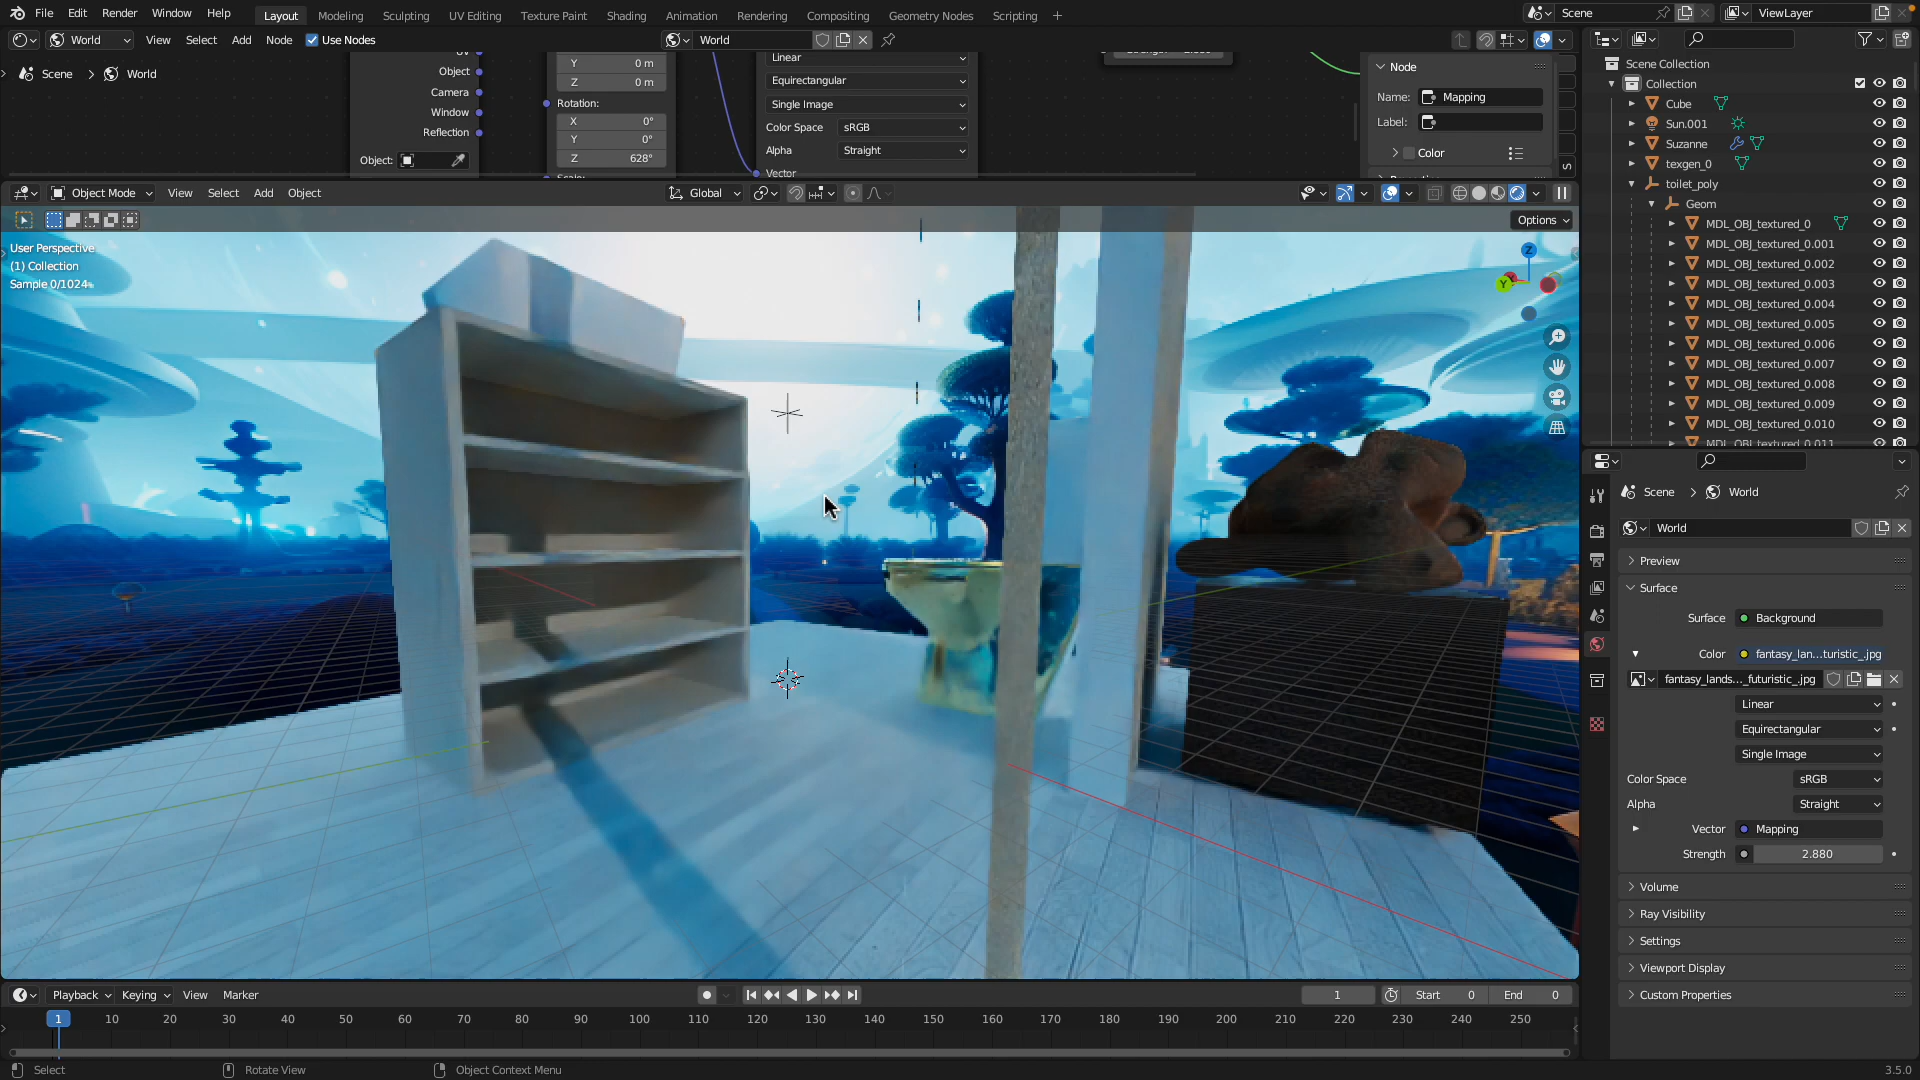 File Edit Render Window Help Layout Modeling Sculpting UV Editing Texture Paint Shading Animation Rendering Compositing Geometry Nodes Scripting + Scene ViewLayer
World View Select Add Node Use Nodes World
Scene > World
Object
Camera
Window
Reflection
Object:
Y 0 m
Z 0 m
Rotation:
X 0°
Y 0°
Z 628°
Linear
Equirectangular
Single Image
Color Space sRGB
Alpha Straight
Vector
Node
Name: Mapping
Label:
Color
Scene Collection
Collection
Cube
Sun.001
Suzanne
texgen_0
toilet_poly
Geom
MDL_OBJ_textured_0
MDL_OBJ_textured_0.001
MDL_OBJ_textured_0.002
MDL_OBJ_textured_0.003
MDL_OBJ_textured_0.004
MDL_OBJ_textured_0.005
MDL_OBJ_textured_0.006
MDL_OBJ_textured_0.007
MDL_OBJ_textured_0.008
MDL_OBJ_textured_0.009
MDL_OBJ_textured_0.010
MDL_OBJ_textured_0.011
Object Mode View Select Add Object Global
Options
User Perspective
(1) Collection
Sample 0/1024
Z
Y
Scene > World
World
Preview
Surface
Surface Background
Color fantasy_lan...turistic_.jpg
fantasy_lands..._futuristic_.jpg
Linear
Equirectangular
Single Image
Color Space sRGB
Alpha Straight
Vector Mapping
Strength 2.880
Volume
Ray Visibility
Settings
Viewport Display
Custom Properties
Playback Keying View Marker 1 Start 0 End 0
1 10 20 30 40 50 60 70 80 90 100 110 120 130 140 150 160 170 180 190 200 210 220 230 240 250
Select Rotate View Object Context Menu 3.5.0